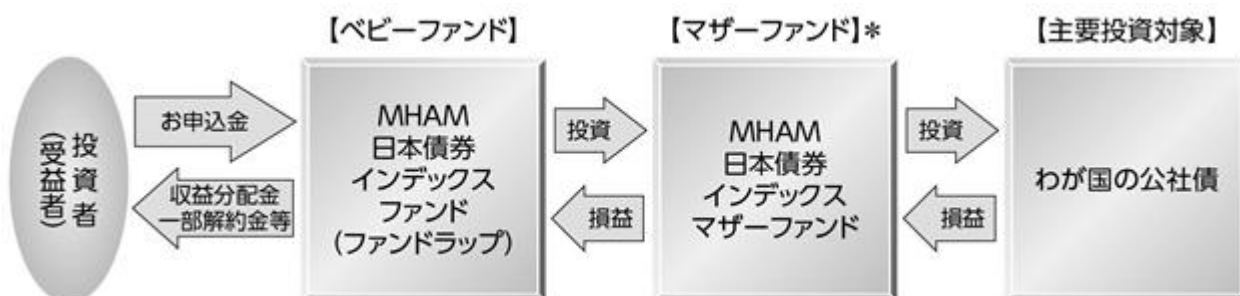 【ベビーファンド】
【マザーファンド】*
【主要投資対象】
投資者
(受益者)
お申込金
収益分配金
一部解約金等
MHAM
日本債券
インデックス
ファンド
(ファンドラップ)
投資
損益
MHAM
日本債券
インデックス
マザーファンド
投資
損益
わが国の公社債